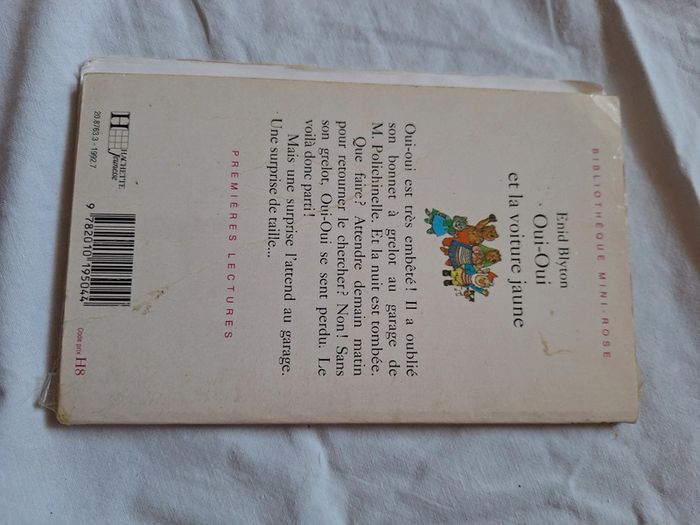 BIBLIOTHÈQUE MINI-ROSE
Enid Blyton
Oui-Oui
et la voiture jaune
Oui-oui est très embêté! Il a oublié
son bonnet à grelot au garage de
M. Polichinelle. Et la nuit est tombée.
Que faire? Attendre demain matin
pour retourner le chercher? Non! Sans
son grelot, Oui-Oui se sent perdu. Le
voilà donc parti!
Mais une surprise l'attend au garage.
Une surprise de taille...
PREMIÈRES LECTURES
H HACHETTE
Jeunesse
20.8763.3-1992.7
9 782010 195044
Code prix H8